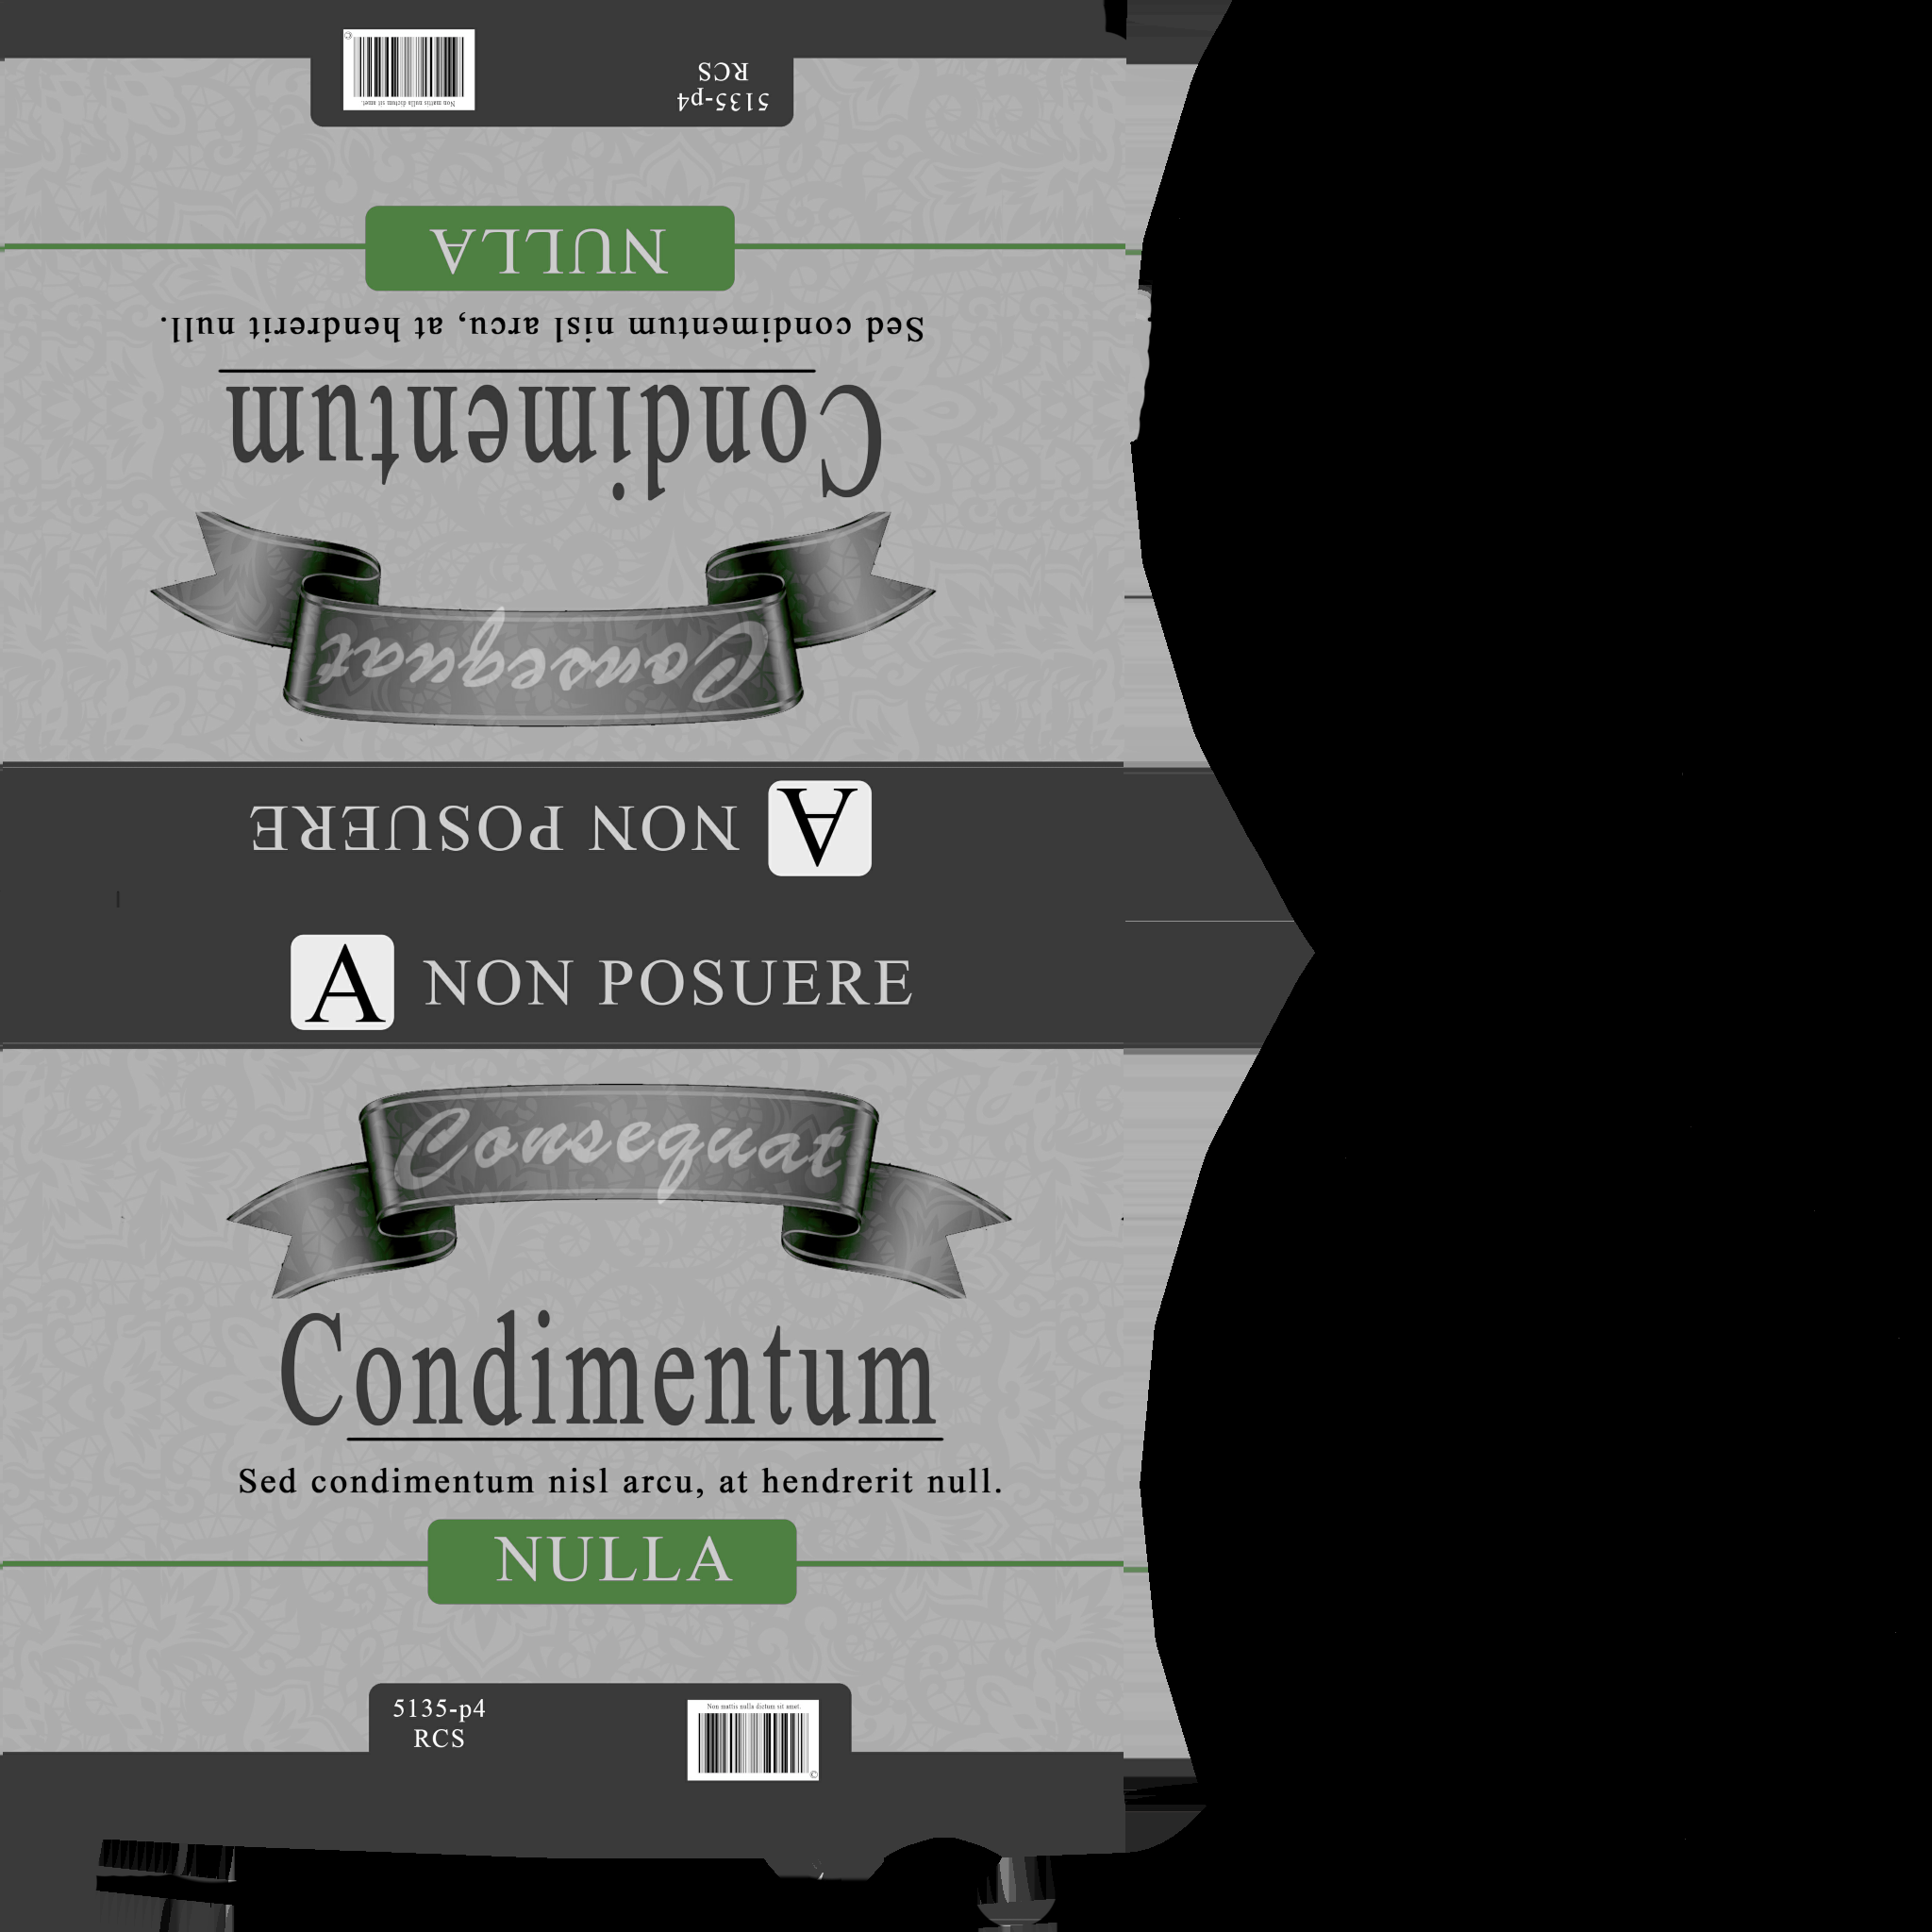 RCS
5135-p4
Non mattis nulla dictum sit amet.
©
NULLA
Sed condimentum nisl arcu, at hendrerit null.
Condimentum
Consequat
A NON POSUERE
A NON POSUERE
Consequat
Condimentum
Sed condimentum nisl arcu, at hendrerit null.
NULLA
5135-p4
RCS
Non mattis nulla dictum sit amet.
©